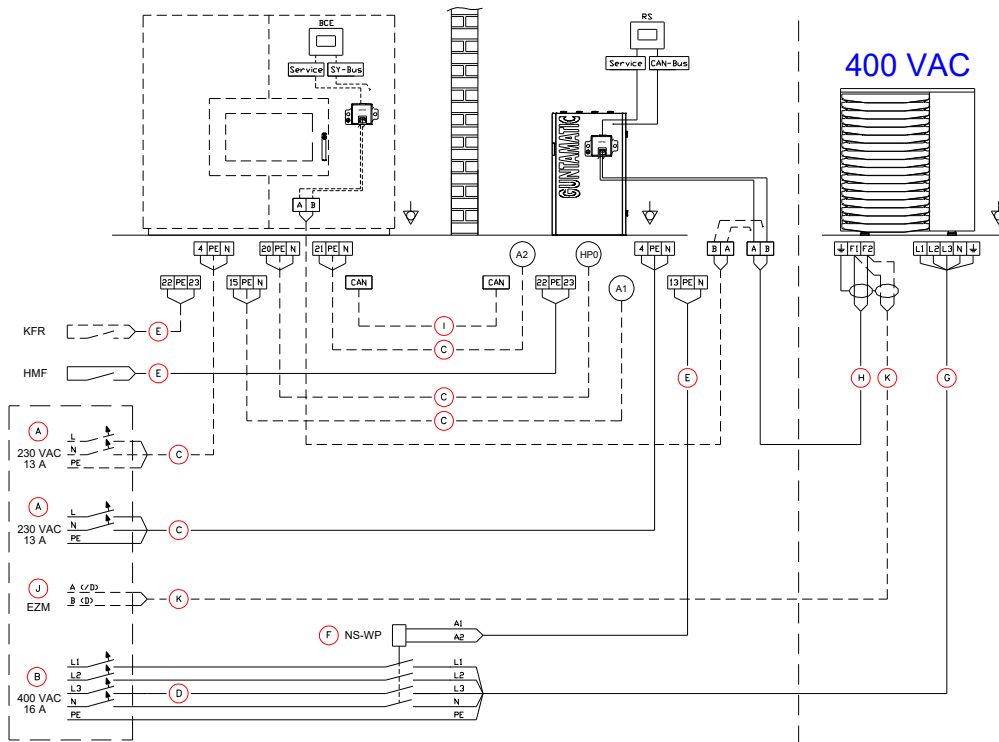 BCE
RS
400 VAC
Service SY-Bus
Service CAN-Bus
GUNTAMATIC
A B
4 PE N
20 PE N
21 PE N
A2
HP0
4 PE N
B A
A B
F1 F2
L1 L2 L3 N
22 PE 23
15 PE N
CAN
CAN
22 PE 23
A1
13 PE N
KFR
E
I
C
HMF
E
E
H
K
G
C
C
A
230 VAC
13 A
L
N
PE
C
A
230 VAC
13 A
L
N
PE
C
J
EZM
A (/D)
B (D)
K
F
NS-WP
A1
A2
B
400 VAC
16 A
L1
L2
L3
N
PE
D
L1
L2
L3
N
PE